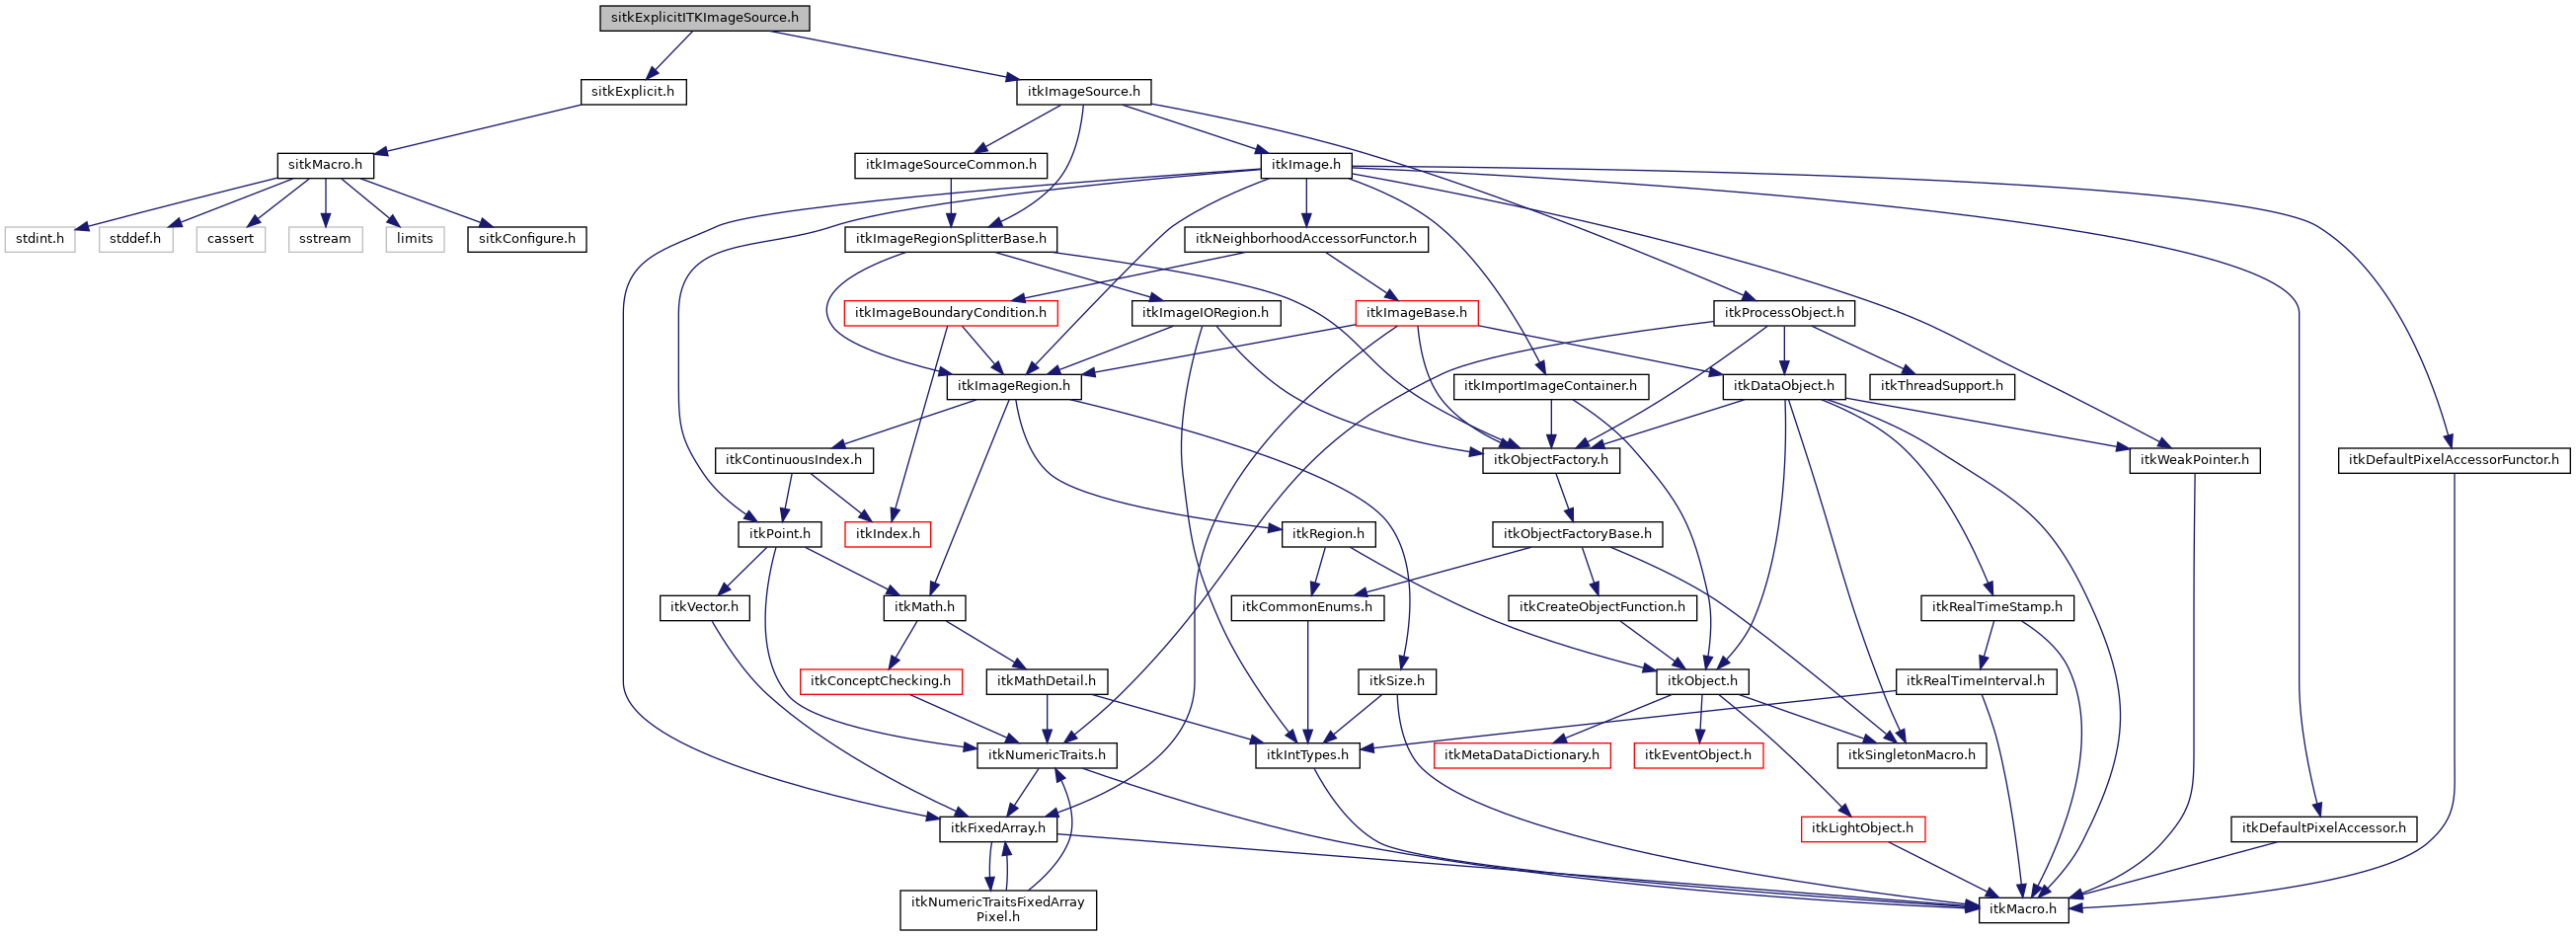 sitkExplicitITKImageSource.h
sitkExplicit.h
itkImageSource.h
sitkMacro.h
itkImageSourceCommon.h
itkImage.h
stdint.h
stddef.h
cassert
sstream
limits
sitkConfigure.h
itkImageRegionSplitterBase.h
itkNeighborhoodAccessorFunctor.h
itkImageBoundaryCondition.h
itkImageIORegion.h
itkImageBase.h
itkProcessObject.h
itkImageRegion.h
itkImportImageContainer.h
itkDataObject.h
itkThreadSupport.h
itkContinuousIndex.h
itkObjectFactory.h
itkWeakPointer.h
itkDefaultPixelAccessorFunctor.h
itkPoint.h
itkIndex.h
itkRegion.h
itkObjectFactoryBase.h
itkVector.h
itkMath.h
itkCommonEnums.h
itkCreateObjectFunction.h
itkRealTimeStamp.h
itkConceptChecking.h
itkMathDetail.h
itkSize.h
itkObject.h
itkRealTimeInterval.h
itkNumericTraits.h
itkIntTypes.h
itkMetaDataDictionary.h
itkEventObject.h
itkSingletonMacro.h
itkFixedArray.h
itkLightObject.h
itkDefaultPixelAccessor.h
itkNumericTraitsFixedArray
Pixel.h
itkMacro.h